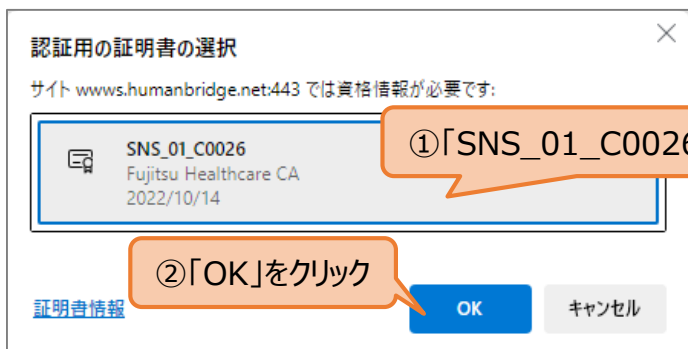 認証用の証明書の選択
サイト wwws.humanbridge.net:443 では資格情報が必要です:
SNS_01_C0026
Fujitsu Healthcare CA
2022/10/14
①「SNS_01_C0026
②「OK」をクリック
証明書情報
OK
キャンセル